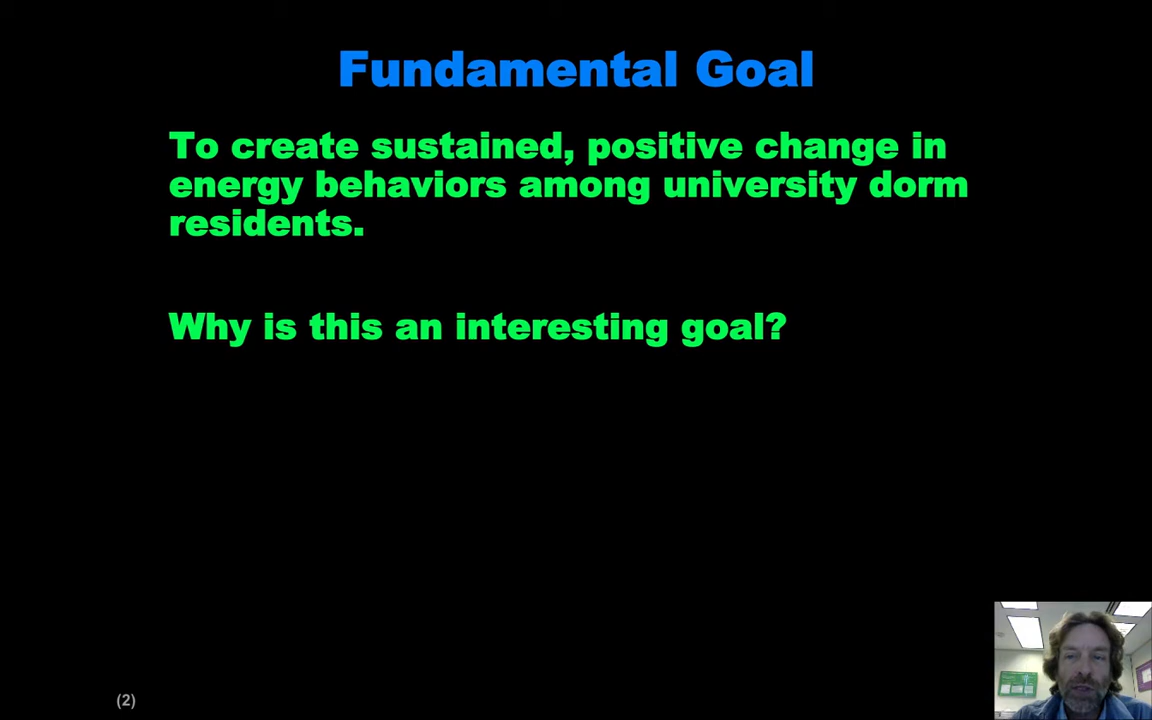 Fundamental Goal
To create sustained, positive change in
energy behaviors among university dorm
residents.
Why is this an interesting goal?
(2)